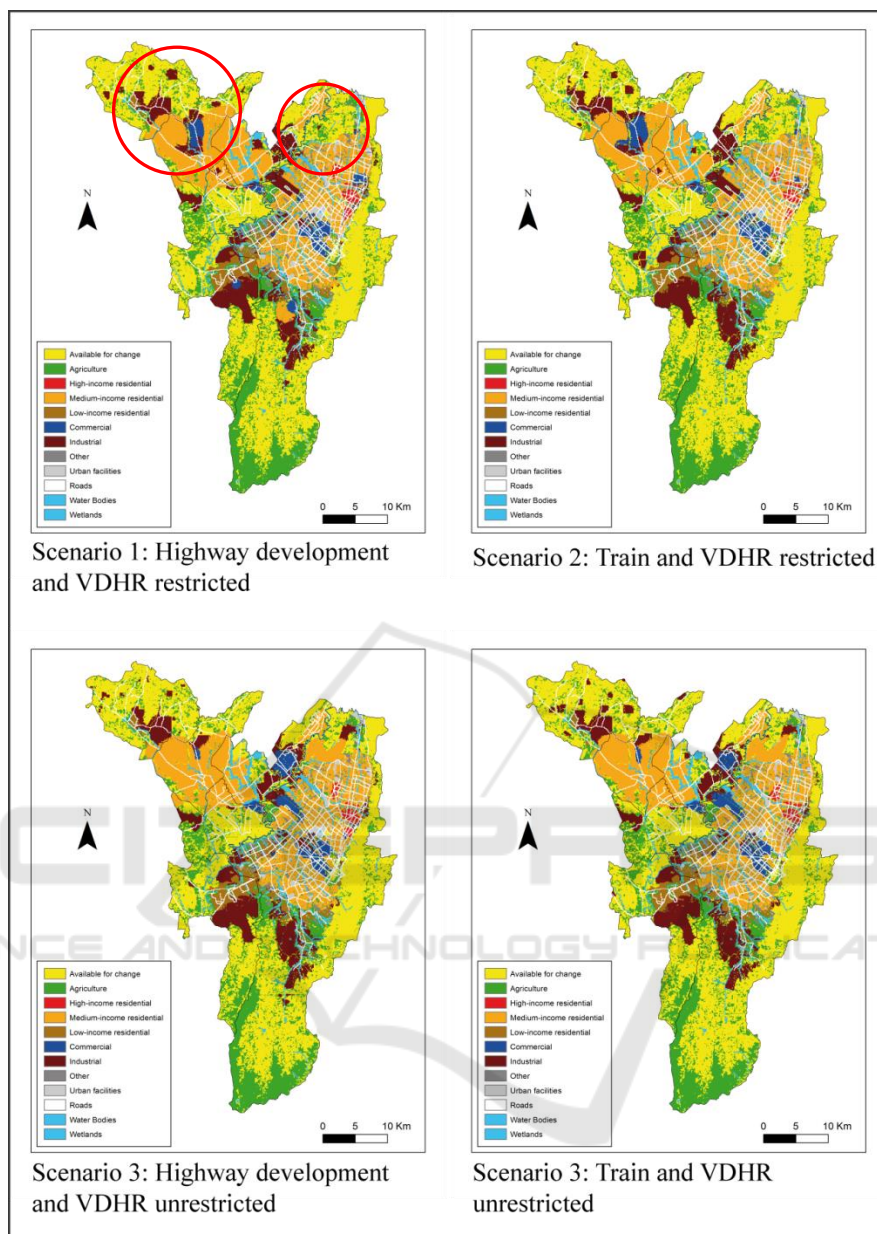 N
Available for change
Agriculture
High-income residential
Medium-income residential
Low-income residential
Commercial
Industrial
Other
Urban facilities
Roads
Water Bodies
Wetlands
0 5 10 Km
Scenario 1: Highway development
and VDHR restricted
N
Available for change
Agriculture
High-income residential
Medium-income residential
Low-income residential
Commercial
Industrial
Other
Urban facilities
Roads
Water Bodies
Wetlands
0 5 10 Km
Scenario 2: Train and VDHR restricted
N
Available for change
Agriculture
High-income residential
Medium-income residential
Low-income residential
Commercial
Industrial
Other
Urban facilities
Roads
Water Bodies
Wetlands
0 5 10 Km
Scenario 3: Highway development
and VDHR unrestricted
N
Available for change
Agriculture
High-income residential
Medium-income residential
Low-income residential
Commercial
Industrial
Other
Urban facilities
Roads
Water Bodies
Wetlands
0 5 10 Km
Scenario 3: Train and VDHR
unrestricted